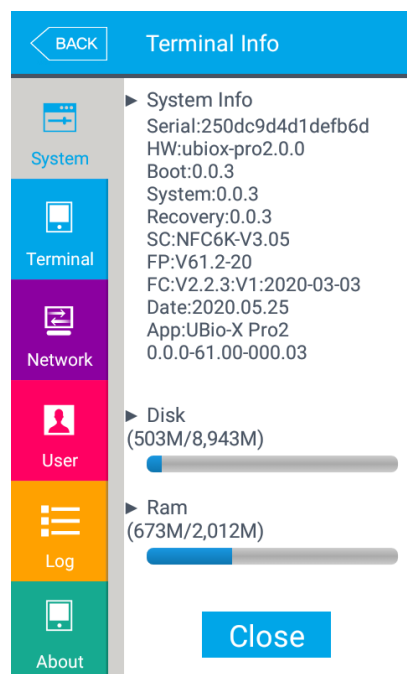 BACK
Terminal Info
System
Terminal
Network
User
Log
About
► System Info
Serial:250dc9d4d1defb6d
HW:ubiox-pro2.0.0
Boot:0.0.3
System:0.0.3
Recovery:0.0.3
SC:NFC6K-V3.05
FP:V61.2-20
FC:V2.2.3:V1:2020-03-03
Date:2020.05.25
App:UBio-X Pro2
0.0.0-61.00-000.03
► Disk
(503M/8,943M)
► Ram
(673M/2,012M)
Close